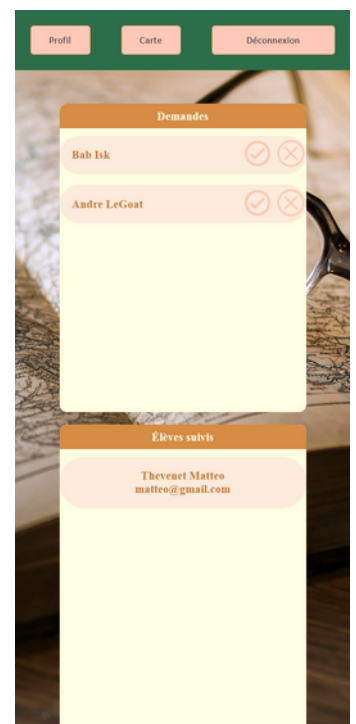 Profil
Carte
Déconnexion
Demandes
Bab Isk
Andre LeGoat
Élèves suivis
Thevenet Matteo
matteo@gmail.com